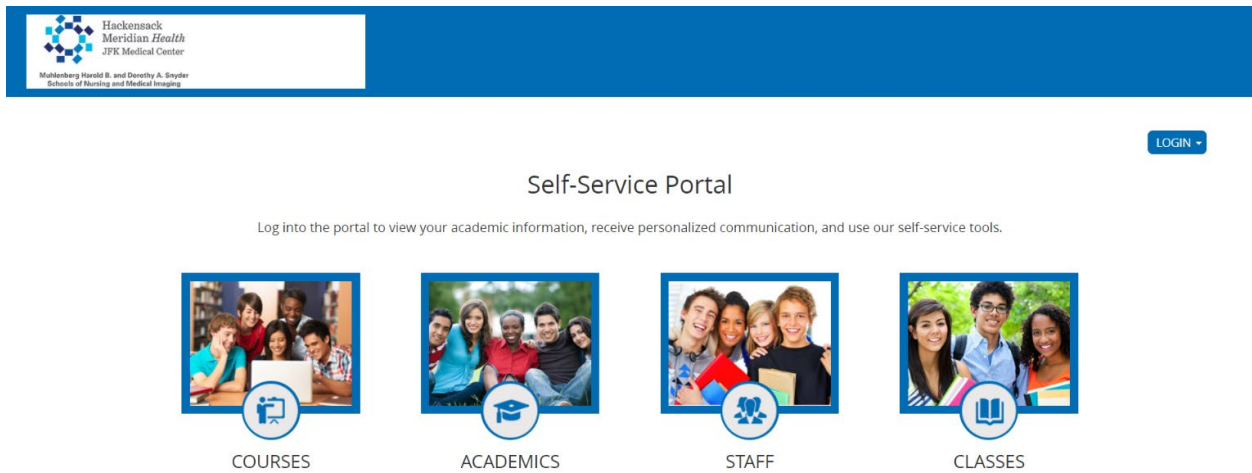 Hackensack
Meridian Health
JFK Medical Center
Muhlenberg Harold B. and Dorothy A. Snyder
Schools of Nursing and Medical Imaging
LOGIN
Self-Service Portal
Log into the portal to view your academic information, receive personalized communication, and use our self-service tools.
COURSES
ACADEMICS
STAFF
CLASSES